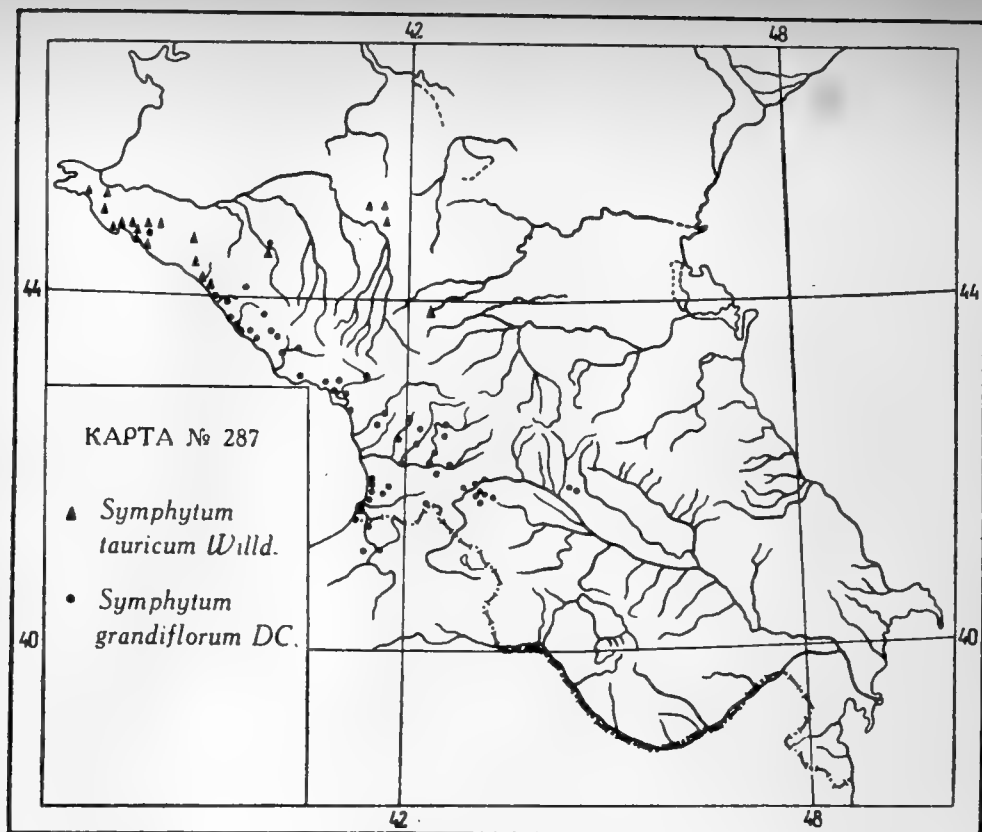 42 48
44 44
КАРТА № 287
Symphytum
tauricum Willd.
Symphytum
grandiflorum DC.
40 40
42 48